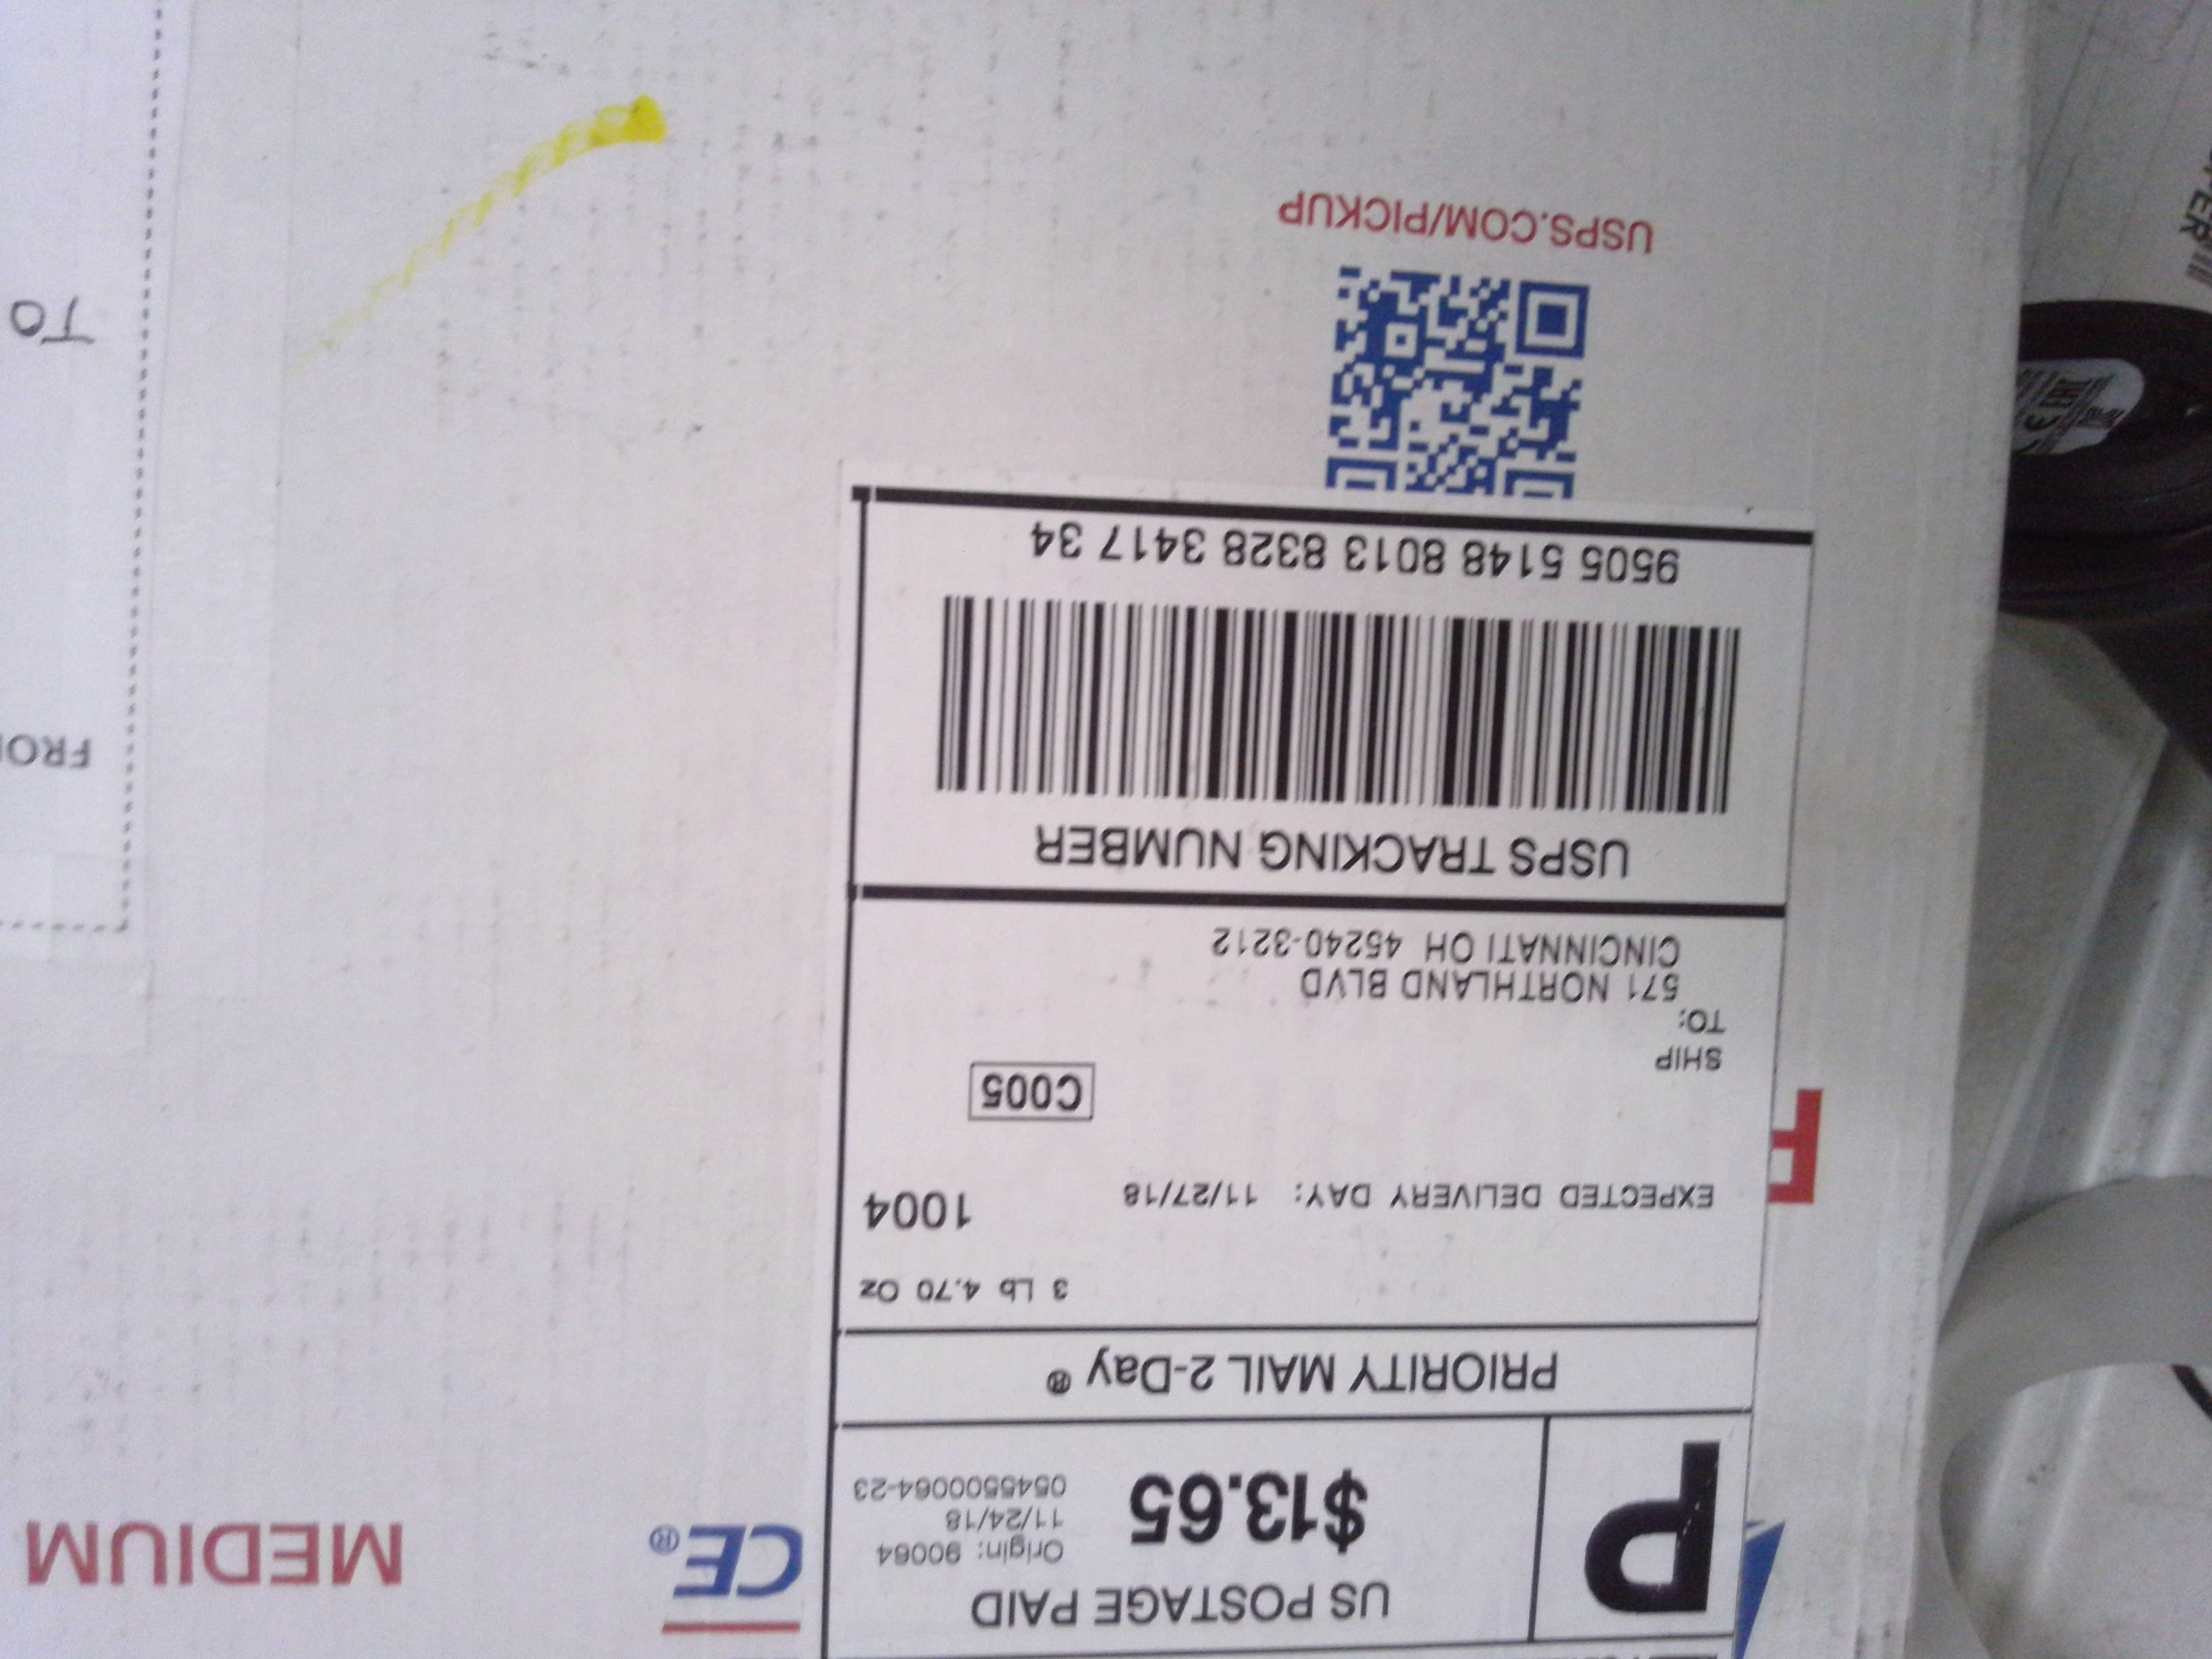 US POSTAGE PAID
P
$13.65
Origin: 90064
11/24/18
0545500064-23
PRIORITY MAIL 2-Day ®
3 Lb 4.70 Oz
EXPECTED DELIVERY DAY: 11/27/18
1004
C005
SHIP
TO:
571 NORTHLAND BLVD
CINCINNATI OH 45240-3212
USPS TRACKING NUMBER
9505 5148 8013 8328 3417 34
USPS.COM/PICKUP
CE®
MEDIUM
FRO
TO